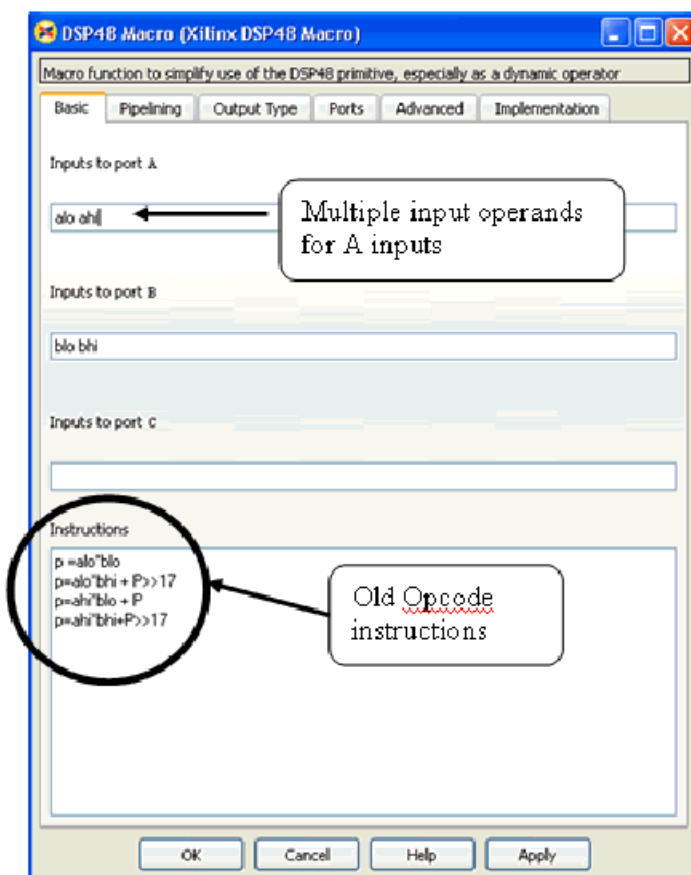 DSP48 Macro (Xilinx DSP48 Macro)
Macro function to simplify use of the DSP48 primitive, especially as a dynamic operator
Basic Pipelining Output Type Ports Advanced Implementation
Inputs to port A
alo ahi
Multiple input operands
for A inputs
Inputs to port B
blo bhi
Inputs to port C
Instructions
p =alo*blo
p=alo*bhi + P>>17
p=ahi*blo + P
p=ahi*bhi+P>>17
Old Opcode
instructions
OK Cancel Help Apply